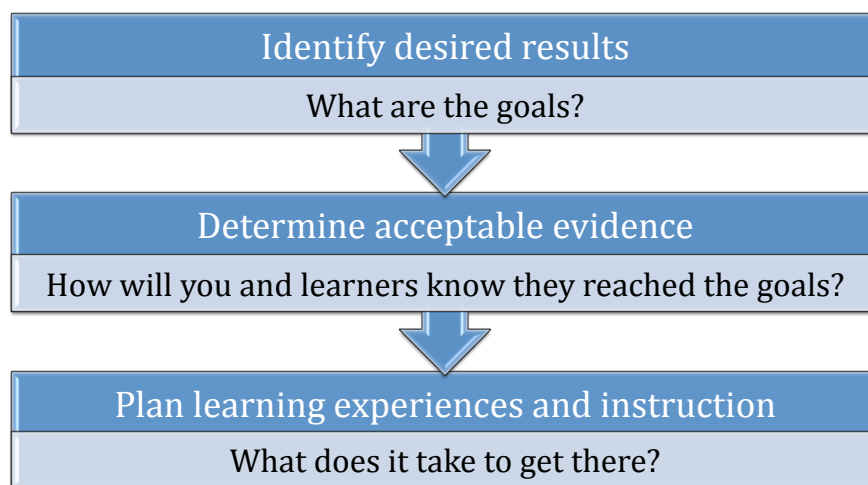 Identify desired results
What are the goals?
Determine acceptable evidence
How will you and learners know they reached the goals?
Plan learning experiences and instruction
What does it take to get there?